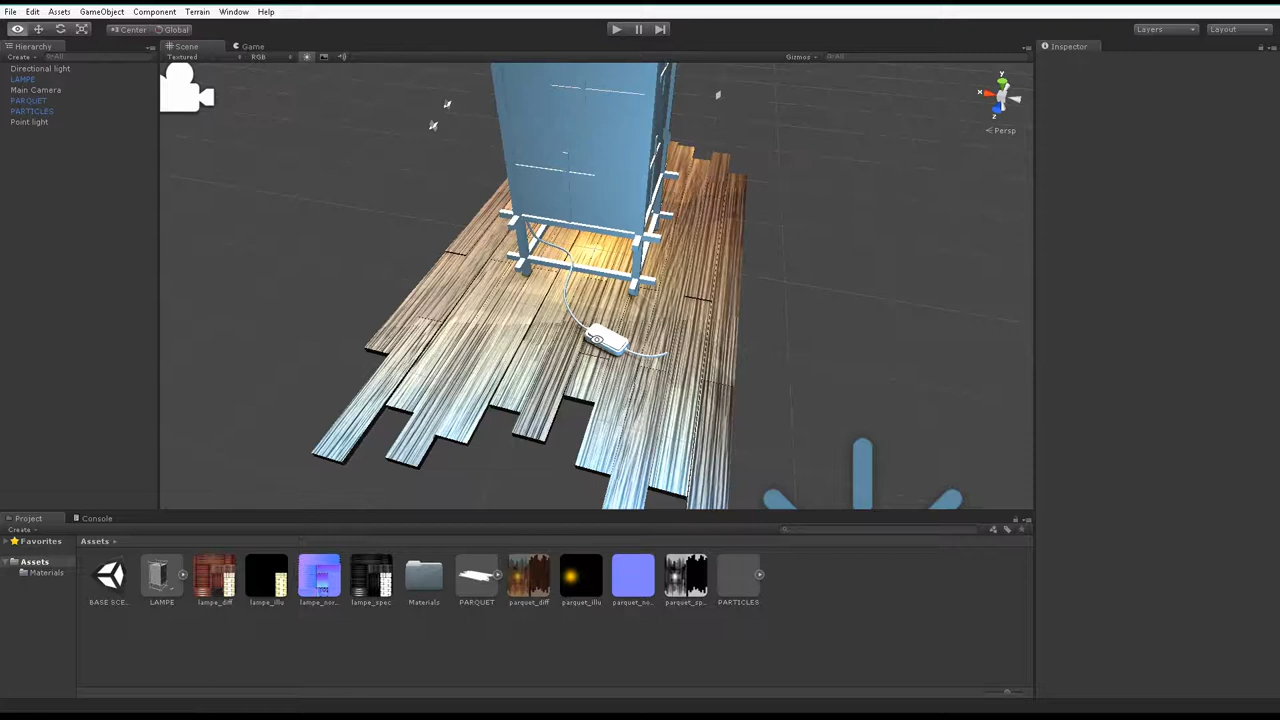 File Edit Assets GameObject Component Terrain Window Help
Center Global Layers Layout
Hierarchy Scene Game Inspector
Create Textured RGB Gizmos
Directional light
LAMPE
Main Camera
PARQUET
PARTICLES
Point light
y
x
z
Persp
Project Console
Create
Favorites Assets
Assets
Materials
BASE SCE... LAMPE lampe_diff lampe_illu lampe_nor... lampe_spec Materials PARQUET parquet_diff parquet_illu parquet_no... parquet_sp... PARTICLES